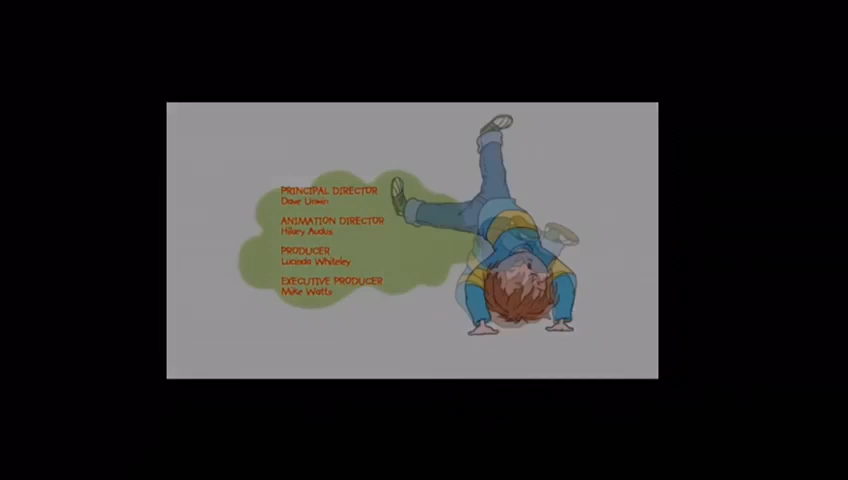 PRINCIPAL DIRECTOR
Dave Unwin
ANIMATION DIRECTOR
Hilary Audus
PRODUCER
Lucinda Whiteley
EXECUTIVE PRODUCER
Mike Watts